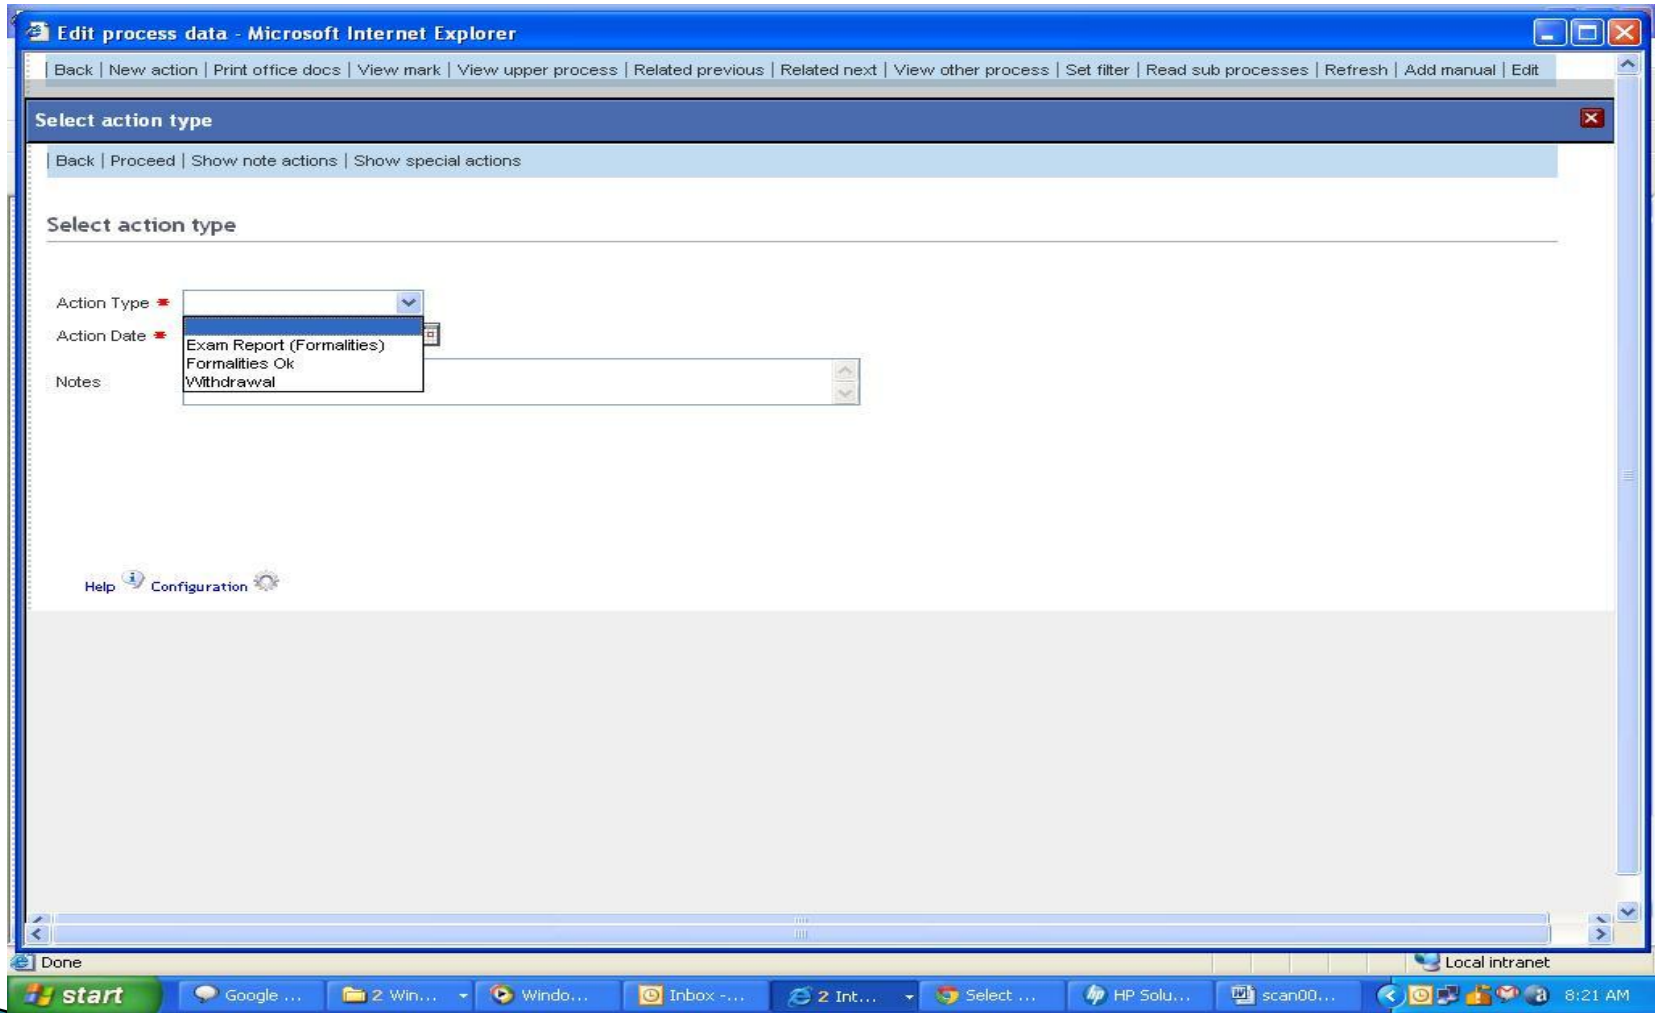 Edit process data - Microsoft Internet Explorer
| Back | New action | Print office docs | View mark | View upper process | Related previous | Related next | View other process | Set filter | Read sub processes | Refresh | Add manual | Edit
Select action type
| Back | Proceed | Show note actions | Show special actions
Select action type
Action Type
Action Date
Exam Report (Formalities)
Formalities Ok
Notes
Withdrawal
Help Configuration
Done
Local intranet
start
Google ...
2 Win...
Windo...
Inbox -...
2 Int...
Select ...
HP Solu...
scan00...
8:21 AM